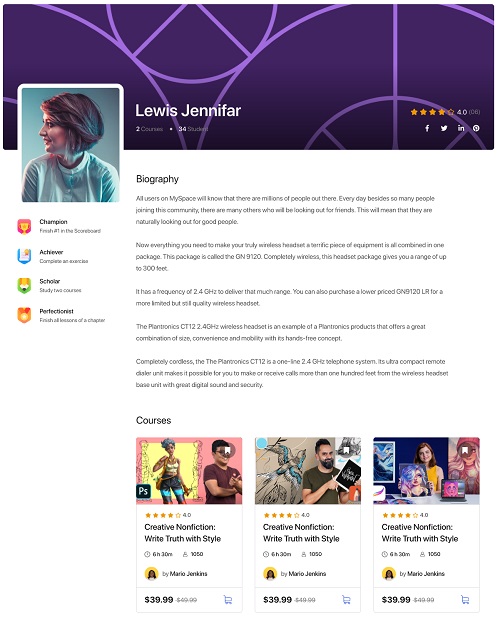 Lewis Jennifar
2 Courses • 34 Student
4.0 (06)
Biography
All users on MySpace will know that there are millions of people out there. Every day besides so many people
joining this community, there are many others who will be looking out for friends. This will mean that they are
naturally looking out for good people.
Now everything you need to make your truly wireless headset a terrific piece of equipment is all combined in one
package. This package is called the GN 9120. Completely wireless, this headset package gives you a range of up
to 300 feet.
It has a frequency of 2.4 GHz to deliver that much range. You can also purchase a lower priced GN9120 LR for a
more limited but still quality wireless headset.
The Plantronics CT12 2.4GHz wireless headset is an example of a Plantronics products that offers a great
combination of size, convenience and mobility with its hands-free concept.
Completely cordless, the The Plantronics CT12 is a one-line 2.4 GHz telephone system. Its ultra compact remote
dialer unit makes it possible for you to make or receive calls more than one hundred feet from the wireless headset
base unit with great digital sound and security.
Champion
Finish #1 in the Scoreboard
Achiever
Complete an exercise
Scholar
Study two courses
Perfectionist
Finish all lessons of a chapter
Courses
Ps
4.0
Creative Nonfiction:
Write Truth with Style
6 h 30m 1050
by Mario Jenkins
$39.99 $49.99
4.0
Creative Nonfiction:
Write Truth with Style
6 h 30m 1050
by Mario Jenkins
$39.99 $49.99
4.0
Creative Nonfiction:
Write Truth with Style
6 h 30m 1050
by Mario Jenkins
$39.99 $49.99